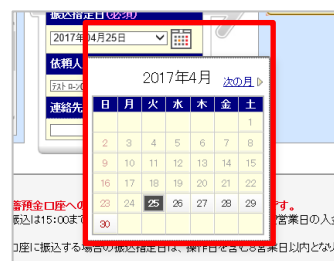 振込指定日(必須)
2017年04月25日
依頼人
連絡先
2017年4月 次の月
日 月 火 水 木 金 土
1
2 3 4 5 6 7 8
9 10 11 12 13 14 15
16 17 18 19 20 21 22
23 24 25 26 27 28 29
30
蓄預金口座への す。
振込は15:00まで 営業日の入金
口座に振込する場合の振込指定日は、操作日を含む5営業日以内とな